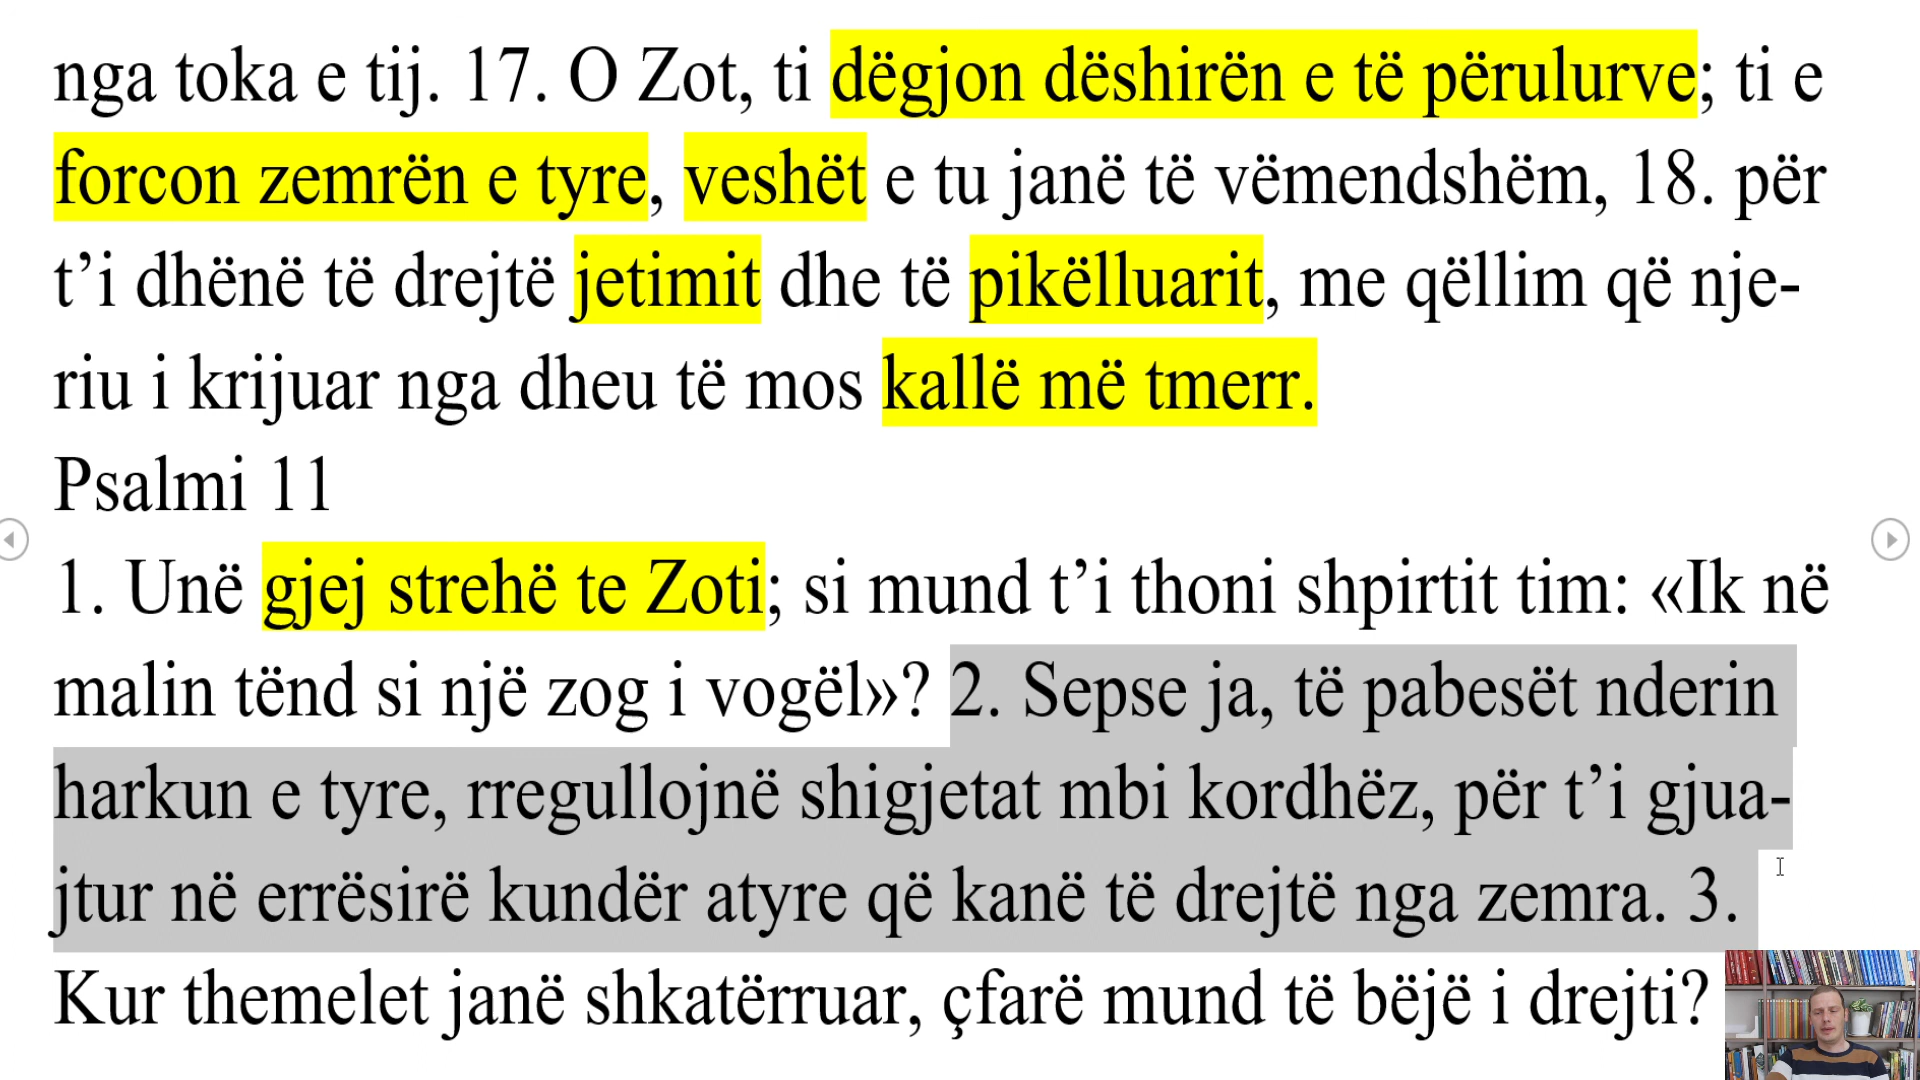 nga toka e tij. 17. O Zot, ti dëgjon dëshirën e të përulurve; ti e
forcon zemrën e tyre, veshët e tu janë të vëmendshëm, 18. për
t’i dhënë të drejtë jetimit dhe të pikëlluarit, me qëllim që nje-
riu i krijuar nga dheu të mos kallë më tmerr.
Psalmi 11
1. Unë gjej strehë te Zoti; si mund t’i thoni shpirtit tim: «Ik në
malin tënd si një zog i vogël»? 2. Sepse ja, të pabesët nderin
harkun e tyre, rregullojnë shigjetat mbi kordhëz, për t’i gjua-
jtur në errësirë kundër atyre që kanë të drejtë nga zemra. 3.
Kur themelet janë shkatërruar, çfarë mund të bëjë i drejti?